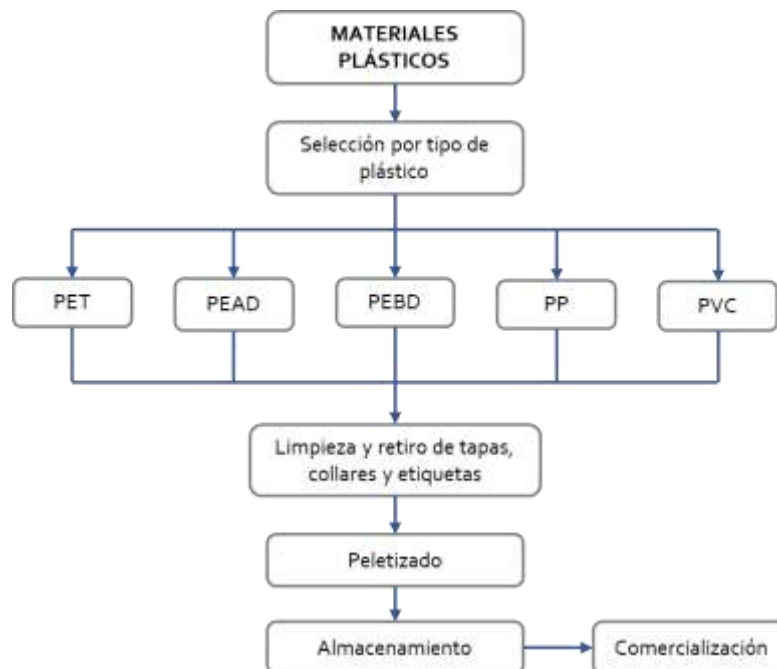 MATERIALES
PLÁSTICOS
Selección por tipo de
plástico
PET
PEAD
PEBD
PP
PVC
Limpieza y retiro de tapas,
collares y etiquetas
Peletizado
Almacenamiento
Comercialización